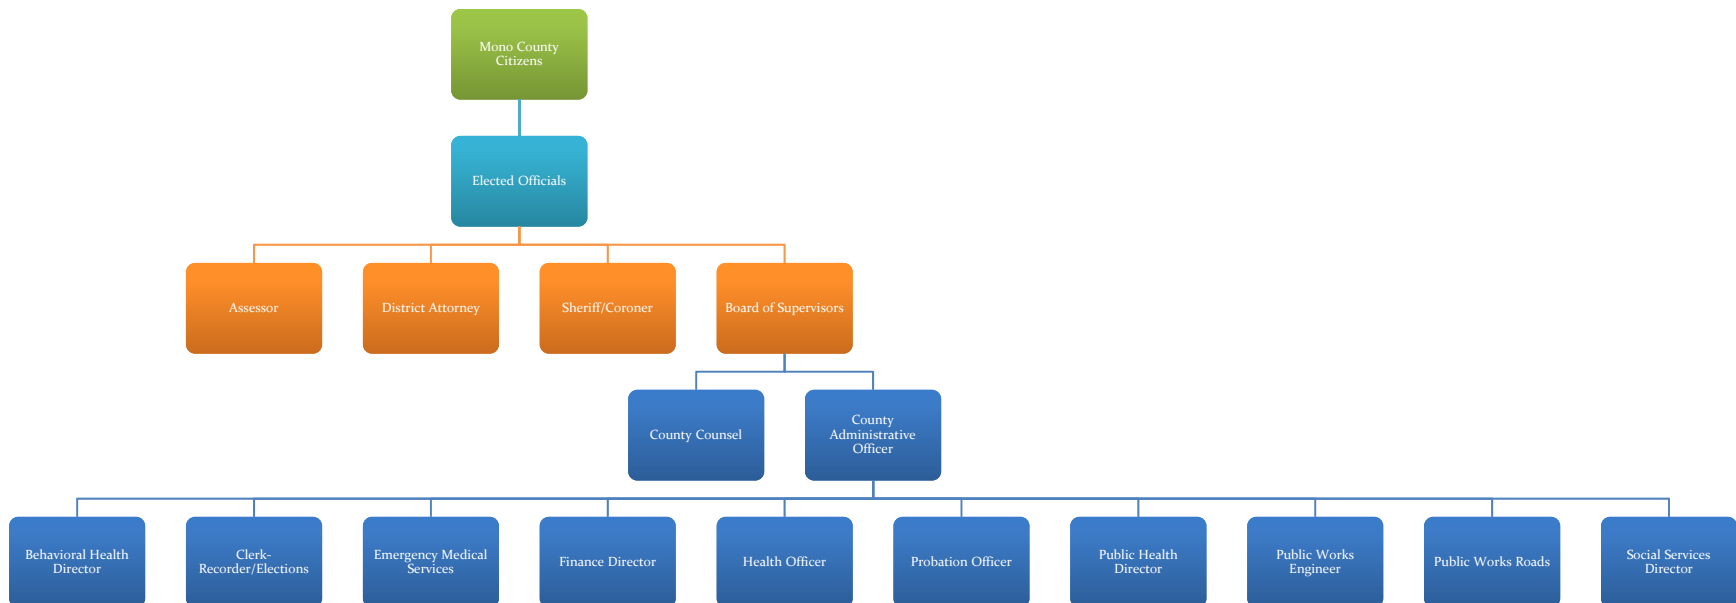 Mono County
Citizens
Elected Officials
Assessor
District Attorney
Sheriff/Coroner
Board of Supervisors
County Counsel
County
Administrative
Officer
Behavioral Health
Director
Clerk-
Recorder/Elections
Emergency Medical
Services
Finance Director
Health Officer
Probation Officer
Public Health
Director
Public Works
Engineer
Public Works Roads
Social Services
Director